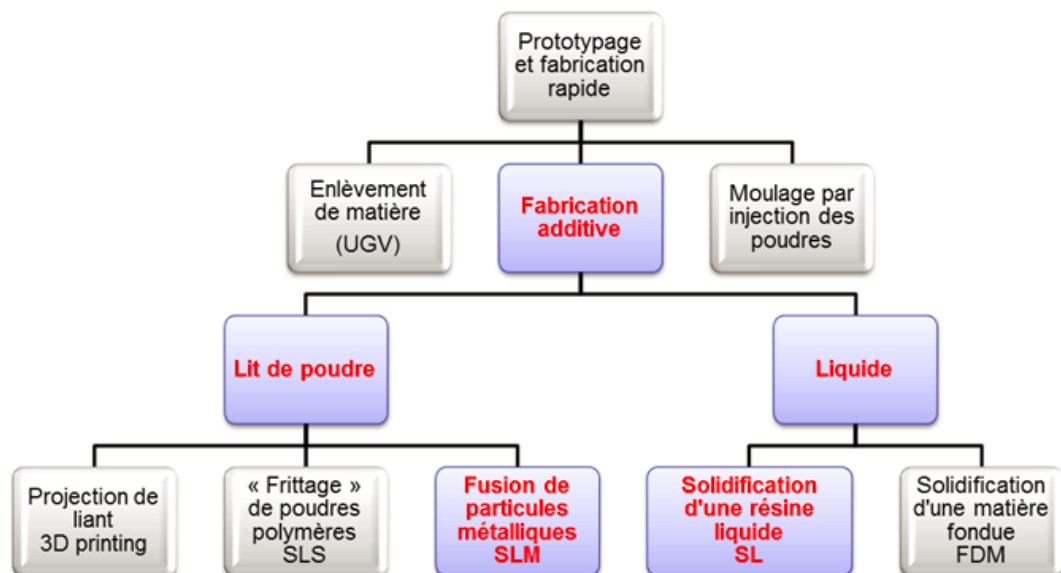 Prototypage
et fabrication
rapide
Enlèvement
de matière
(UGV)
Fabrication
additive
Moulage par
injection des
poudres
Lit de poudre
Liquide
Projection de
liant
3D printing
« Frittage »
de poudres
polymères
SLS
Fusion de
particules
métalliques
SLM
Solidification
d'une résine
liquide
SL
Solidification
d'une matière
fondue
FDM